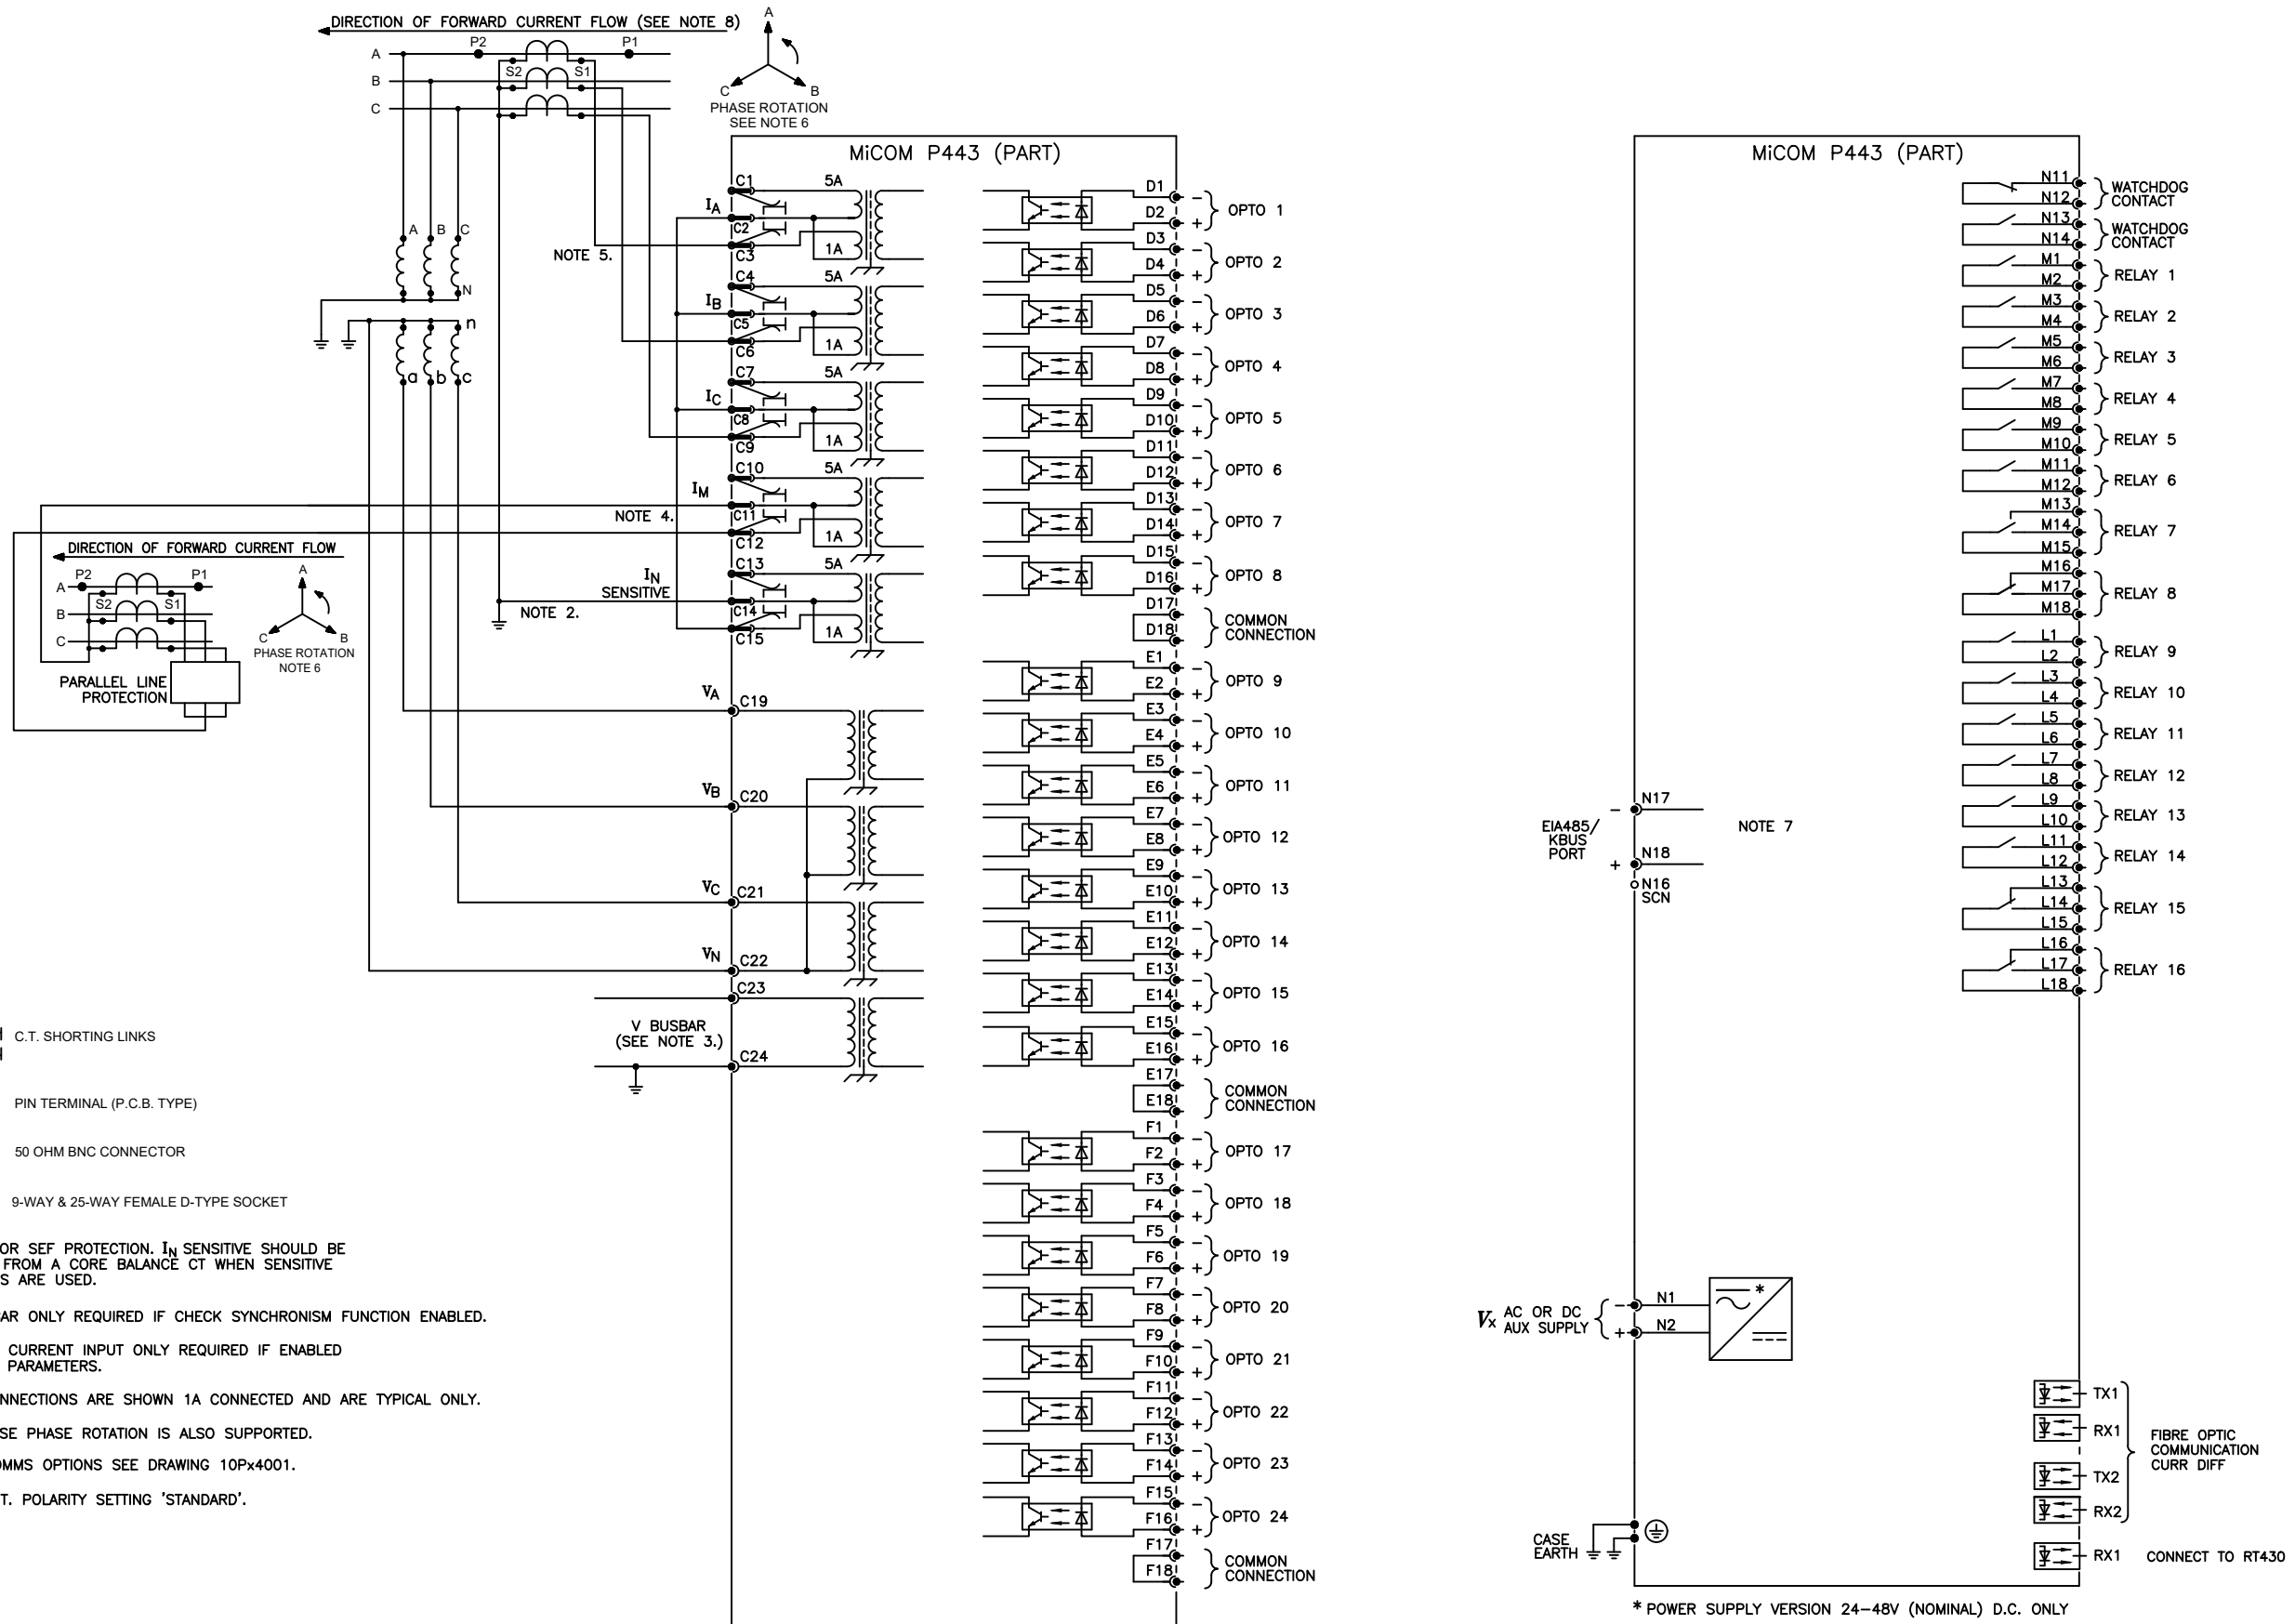 DIRECTION OF FORWARD CURRENT FLOW (SEE NOTE 8)
A
P2
P1
S2
S1
B
C
A
C
B
PHASE ROTATION
SEE NOTE 6
A
B
C
N
n
a
b
c
MiCOM P443 (PART)
C1
5A
IA
C2
1A
C3
NOTE 5.
C4
5A
IB
C5
1A
C6
C7
5A
IC
C8
1A
C9
C10
5A
IM
C11
NOTE 4.
1A
C12
C13
5A
IN
SENSITIVE
C14
NOTE 2.
1A
C15
DIRECTION OF FORWARD CURRENT FLOW
A
P2
P1
S2
S1
B
C
A
C
B
PHASE ROTATION
NOTE 6
PARALLEL LINE
PROTECTION
VA
C19
VB
C20
VC
C21
VN
C22
C23
V BUSBAR
(SEE NOTE 3.)
C24
D1
−
OPTO 1
D2
+
D3
−
OPTO 2
D4
+
D5
−
OPTO 3
D6
+
D7
−
OPTO 4
D8
+
D9
−
OPTO 5
D10
+
D11
−
OPTO 6
D12
+
D13
−
OPTO 7
D14
+
D15
−
OPTO 8
D16
+
D17
COMMON
CONNECTION
D18
E1
−
OPTO 9
E2
+
E3
−
OPTO 10
E4
+
E5
−
OPTO 11
E6
+
E7
−
OPTO 12
E8
+
E9
−
OPTO 13
E10
+
E11
−
OPTO 14
E12
+
E13
−
OPTO 15
E14
+
E15
−
OPTO 16
E16
+
E17
COMMON
CONNECTION
E18
F1
−
OPTO 17
F2
+
F3
−
OPTO 18
F4
+
F5
−
OPTO 19
F6
+
F7
−
OPTO 20
F8
+
F9
−
OPTO 21
F10
+
F11
−
OPTO 22
F12
+
F13
−
OPTO 23
F14
+
F15
−
OPTO 24
F16
+
F17
COMMON
CONNECTION
F18
C.T. SHORTING LINKS
PIN TERMINAL (P.C.B. TYPE)
50 OHM BNC CONNECTOR
9-WAY & 25-WAY FEMALE D-TYPE SOCKET
OR SEF PROTECTION. IN SENSITIVE SHOULD BE
FROM A CORE BALANCE CT WHEN SENSITIVE
S ARE USED.
AR ONLY REQUIRED IF CHECK SYNCHRONISM FUNCTION ENABLED.
CURRENT INPUT ONLY REQUIRED IF ENABLED
PARAMETERS.
NNECTIONS ARE SHOWN 1A CONNECTED AND ARE TYPICAL ONLY.
SE PHASE ROTATION IS ALSO SUPPORTED.
OMMS OPTIONS SEE DRAWING 10Px4001.
T. POLARITY SETTING 'STANDARD'.
MiCOM P443 (PART)
N11
N12
WATCHDOG
CONTACT
N13
N14
WATCHDOG
CONTACT
M1
M2
RELAY 1
M3
M4
RELAY 2
M5
M6
RELAY 3
M7
M8
RELAY 4
M9
M10
RELAY 5
M11
M12
RELAY 6
M13
M14
M15
RELAY 7
M16
M17
M18
RELAY 8
L1
L2
RELAY 9
L3
L4
RELAY 10
L5
L6
RELAY 11
L7
L8
RELAY 12
L9
L10
RELAY 13
L11
L12
RELAY 14
L13
L14
L15
RELAY 15
L16
L17
L18
RELAY 16
EIA485/
KBUS
PORT
−
N17
NOTE 7
+
N18
N16
SCN
Vx AC OR DC
AUX SUPPLY
−
N1
+
N2
*
CASE
EARTH
TX1
RX1
TX2
RX2
FIBRE OPTIC
COMMUNICATION
CURR DIFF
RX1
CONNECT TO RT430
* POWER SUPPLY VERSION 24−48V (NOMINAL) D.C. ONLY